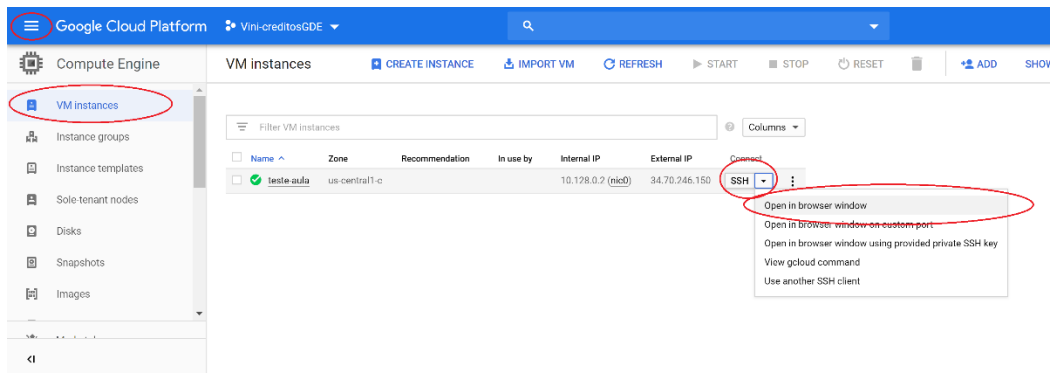 Google Cloud Platform Vini-creditosGDE
Compute Engine VM instances CREATE INSTANCE IMPORT VM REFRESH START STOP RESET ADD SHOW
VM instances
Instance groups
Instance templates
Sole-tenant nodes
Disks
Snapshots
Images
Filter VM instances Columns
Name Zone Recommendation In use by Internal IP External IP Connect
teste-aula us-central1-c 10.128.0.2 (nic0) 34.70.246.150 SSH
Open in browser window
Open in browser window on custom port
Open in browser window using provided private SSH key
View gcloud command
Use another SSH client